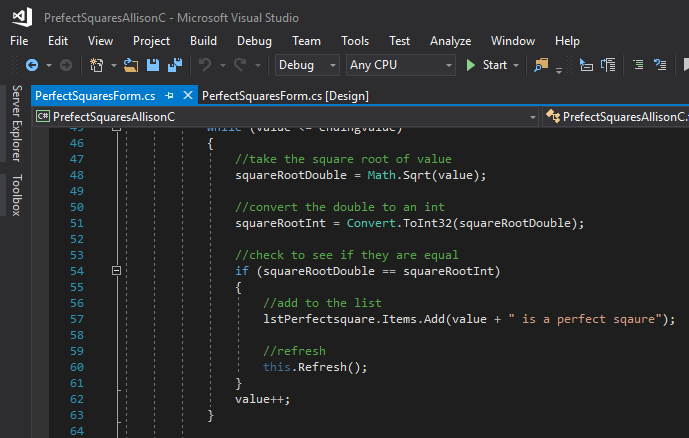 PrefectSquaresAllisonC - Microsoft Visual Studio
File Edit View Project Build Debug Team Tools Test Analyze Window Help
Debug Any CPU Start
PerfectSquaresForm.cs PerfectSquaresForm.cs [Design]
C# PrefectSquaresAllisonC PrefectSquaresAllisonC.
Server Explorer
Toolbox
45 while (value <= endingValue)
46 {
47 //take the square root of value
48 squareRootDouble = Math.Sqrt(value);
49
50 //convert the double to an int
51 squareRootInt = Convert.ToInt32(squareRootDouble);
52
53 //check to see if they are equal
54 if (squareRootDouble == squareRootInt)
55 {
56 //add to the list
57 lstPerfectsquare.Items.Add(value + " is a perfect sqaure");
58
59 //refresh
60 this.Refresh();
61 }
62 value++;
63 }
64